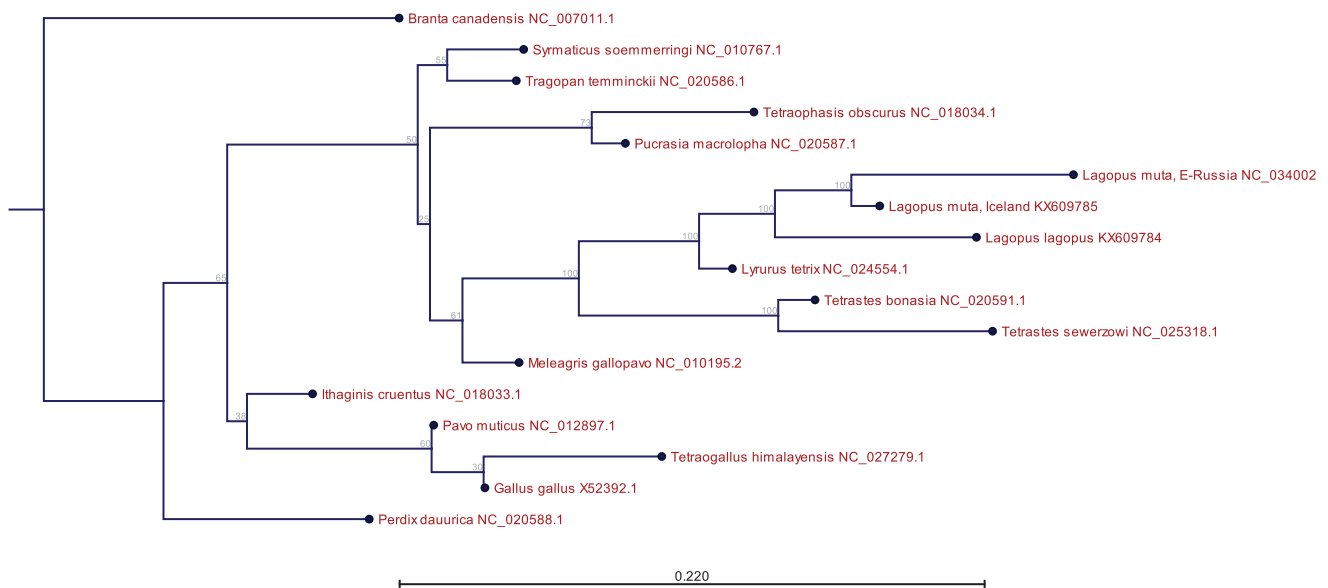 Branta canadensis NC_007011.1
Syrmaticus soemmerringi NC_010767.1
55
Tragopan temminckii NC_020586.1
Tetraophasis obscurus NC_018034.1
73
50
Pucrasia macrolopha NC_020587.1
Lagopus muta, E-Russia NC_034002
100
Lagopus muta, Iceland KX609785
100
25
Lagopus lagopus KX609784
100
Lyrurus tetrix NC_024554.1
100
65
Tetrastes bonasia NC_020591.1
100
61
Tetrastes sewerzowi NC_025318.1
Meleagris gallopavo NC_010195.2
Ithaginis cruentus NC_018033.1
38
Pavo muticus NC_012897.1
60
Tetraogallus himalayensis NC_027279.1
30
Gallus gallus X52392.1
Perdix dauurica NC_020588.1
0.220